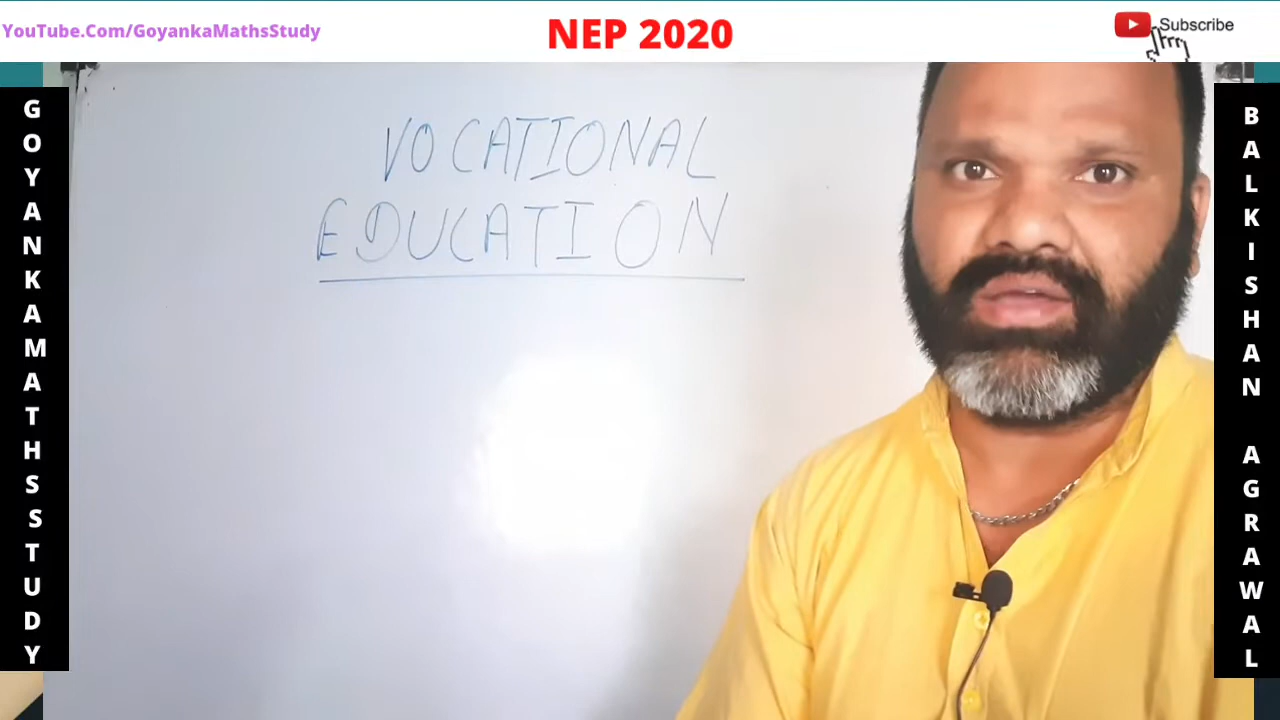 YouTube.Com/GoyankaMathsStudy
NEP 2020
Subscribe
GOYANKAMATHSSTUDY
VOCATIONAL
EDUCATION
BALKISHAN AGRAWAL